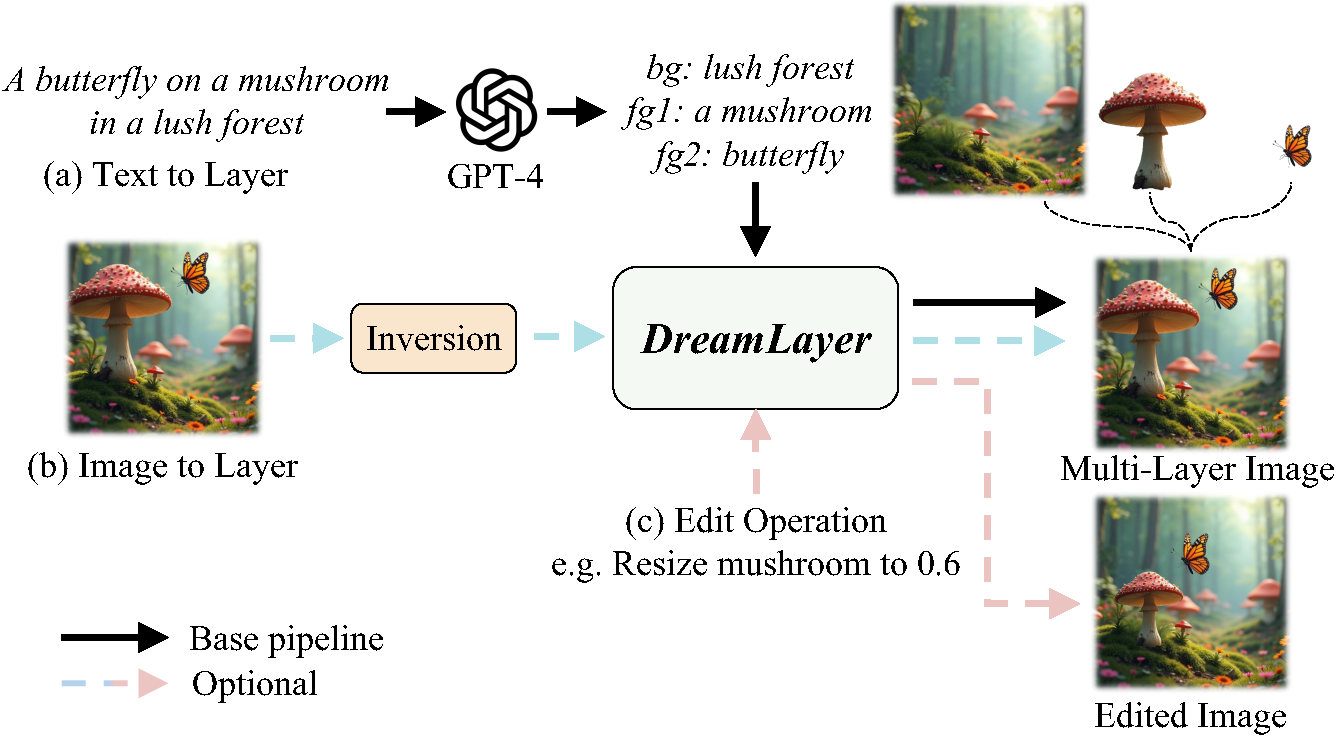 A butterfly on a mushroom
in a lush forest
(a) Text to Layer
GPT-4
bg: lush forest
fg1: a mushroom
fg2: butterfly
Inversion
DreamLayer
(b) Image to Layer
Multi-Layer Image
(c) Edit Operation
e.g. Resize mushroom to 0.6
Base pipeline
Optional
Edited Image